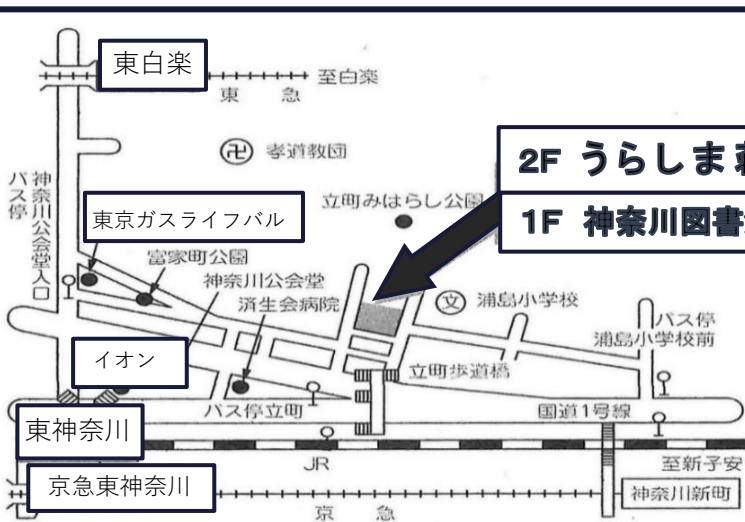 東白楽
至白楽
東 急
卍 孝道教団
2F うらしま
1F 神奈川図書
立町みはらし公園
神奈川公会堂入口
バス停
東京ガスライフバル
富家町公園
神奈川公会堂
済生会病院
文 浦島小学校
バス停
浦島小学校前
イオン
立町歩道橋
バス停立町
国道1号線
東神奈川
JR
至新子安
京急東神奈川
神奈川新町
京 急